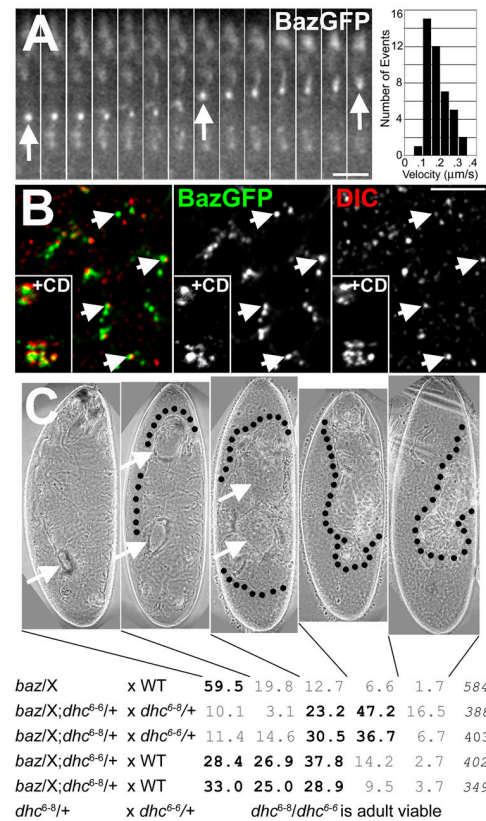 A
BazGFP
Number of Events
16
12
8
4
0
0 .1 .2 .3 .4
Velocity (μm/s)
B
BazGFP
DIC
+CD
+CD
+CD
C
baz/X x WT 59.5 19.8 12.7 6.6 1.7 584
baz/X;dhc6-6/+ x dhc6-8/+ 10.1 3.1 23.2 47.2 16.5 388
baz/X;dhc6-8/+ x dhc6-6/+ 11.4 14.6 30.5 36.7 6.7 403
baz/X;dhc6-6/+ x WT 28.4 26.9 37.8 14.2 2.7 402
baz/X;dhc6-8/+ x WT 33.0 25.0 28.9 9.5 3.7 349
dhc6-8/+ x dhc6-6/+ dhc6-8/dhc6-6 is adult viable